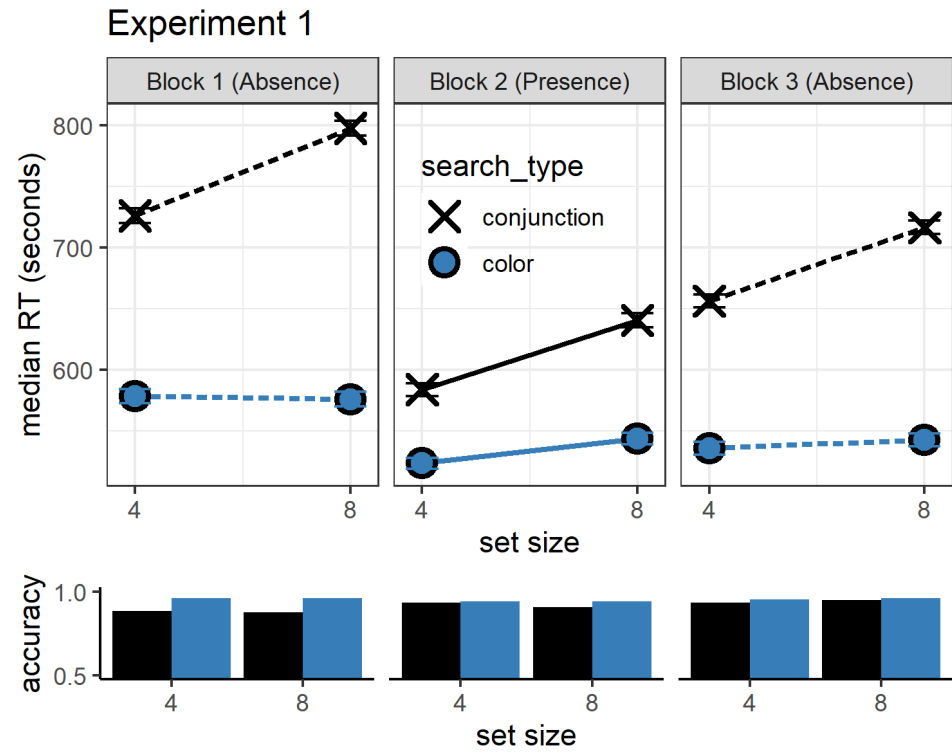 Experiment 1
Block 1 (Absence) Block 2 (Presence) Block 3 (Absence)
median RT (seconds)
800
700
600
search_type
conjunction
color
4 8 4 8 4 8
set size
accuracy
1.0
0.5
4 8 4 8 4 8
set size